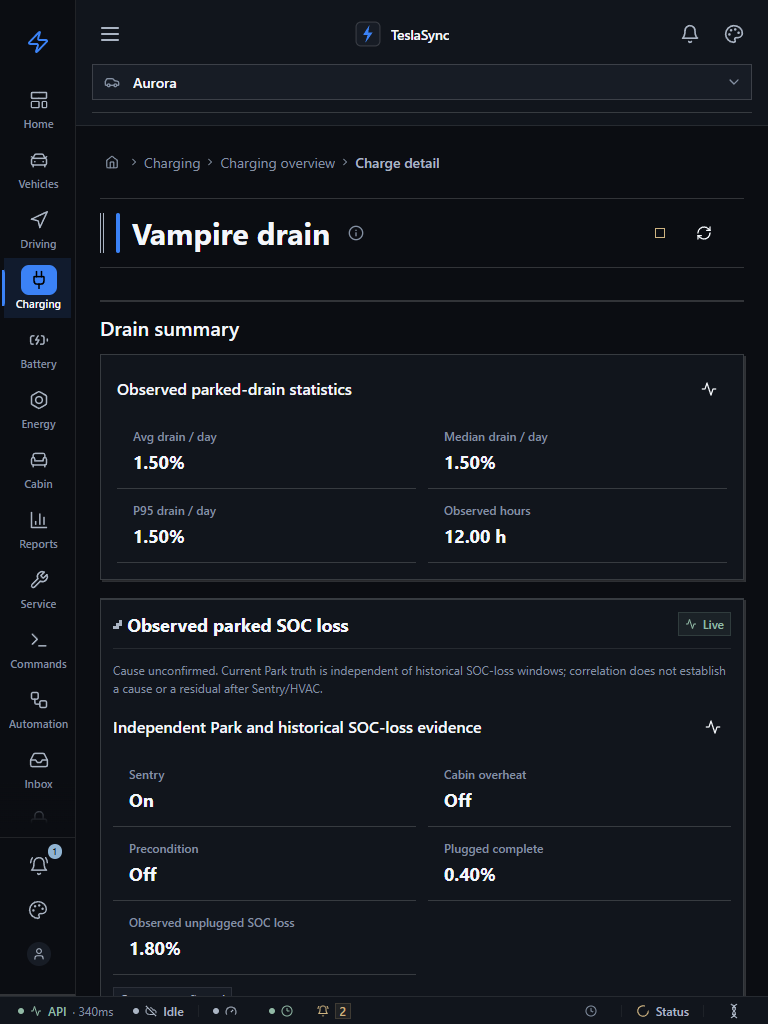 TeslaSync
Aurora
Home
Vehicles
Driving
Charging
Battery
Energy
Cabin
Reports
Service
Commands
Automation
Inbox
1
Charging
Charging overview
Charge detail
Vampire drain
Drain summary
Observed parked-drain statistics
Avg drain / day
1.50%
Median drain / day
1.50%
P95 drain / day
1.50%
Observed hours
12.00 h
Observed parked SOC loss
Live
Cause unconfirmed. Current Park truth is independent of historical SOC-loss windows; correlation does not establish
a cause or a residual after Sentry/HVAC.
Independent Park and historical SOC-loss evidence
Sentry
On
Cabin overheat
Off
Precondition
Off
Plugged complete
0.40%
Observed unplugged SOC loss
1.80%
API · 340ms
Idle
2
Status